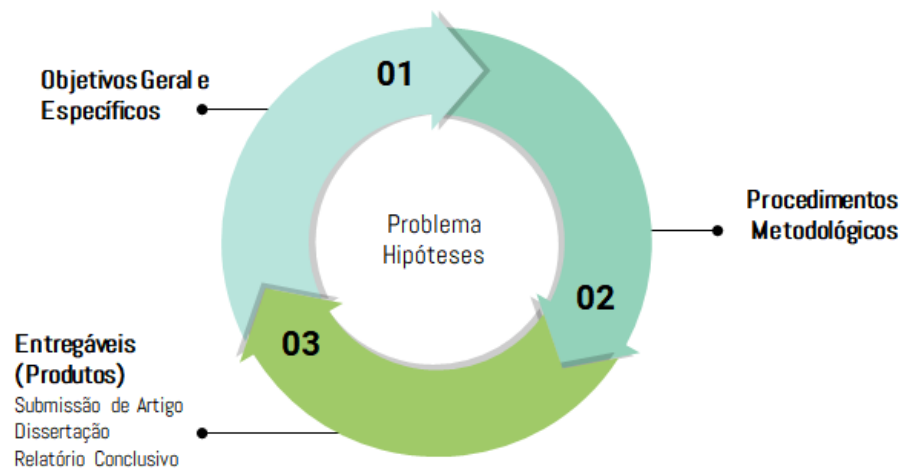 01
Objetivos Geral e
Específicos
Procedimentos
Metodológicos
Problema
Hipóteses
02
03
Entregáveis
(Produtos)
Submissão de Artigo
Dissertação
Relatório Conclusivo